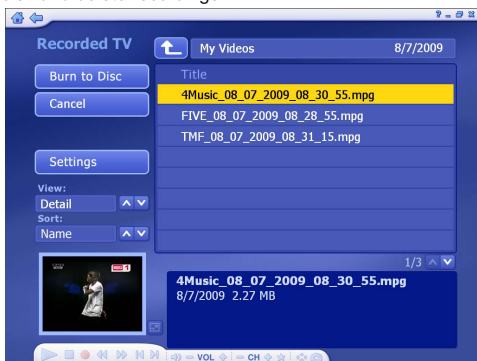 Recorded TV
My Videos 8/7/2009
Burn to Disc
Cancel
Settings
View:
Detail
Sort:
Name
Title
4Music_08_07_2009_08_30_55.mpg
FIVE_08_07_2009_08_28_55.mpg
TMF_08_07_2009_08_31_15.mpg
1/3
4Music_08_07_2009_08_30_55.mpg
8/7/2009 2.27 MB
VOL
CH